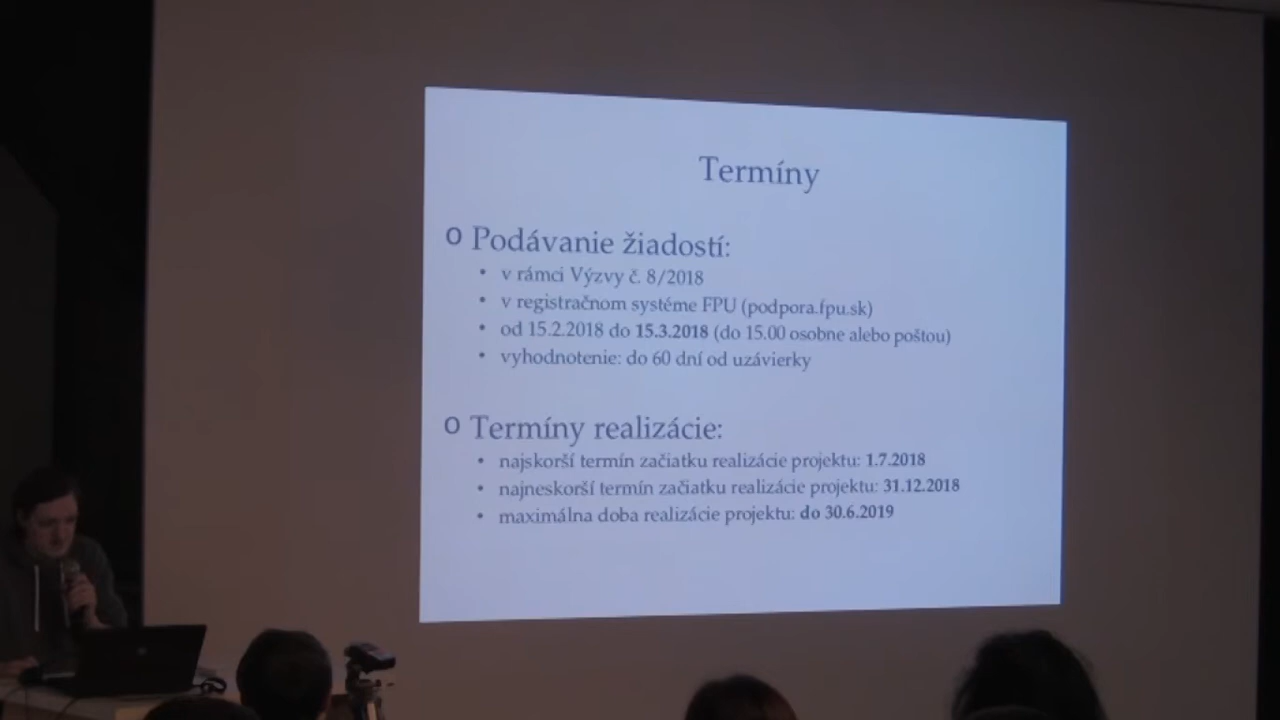 Termíny
o Podávanie žiadostí:
• v rámci Výzvy č. 8/2018
• v registračnom systéme FPU (podpora.fpu.sk)
• od 15.2.2018 do 15.3.2018 (do 15.00 osobne alebo poštou)
• vyhodnotenie: do 60 dní od uzávierky
o Termíny realizácie:
• najskorší termín začiatku realizácie projektu: 1.7.2018
• najneskorší termín začiatku realizácie projektu: 31.12.2018
• maximálna doba realizácie projektu: do 30.6.2019